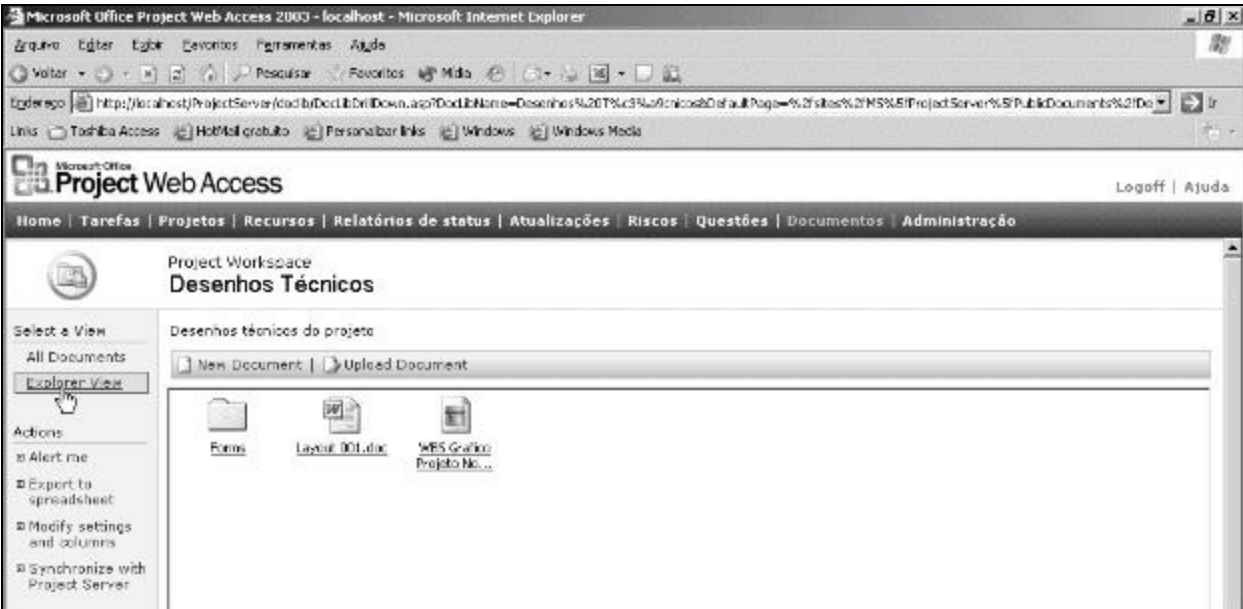 Microsoft Office Project Web Access 2003 - localhost - Microsoft Internet Explorer
Arquivo Editar Exibir Favoritos Ferramentas Ajuda
Voltar Pesquisar Favoritos Mídia
Endereço http://localhost/ProjectServer/doclib/DocLibDrillDown.asp?DocLibName=Desenhos%20T%c3%a9cnicos&DefaultPage=%2fsites%2fMS%5fProjectServer%5fPublicDocuments%2fDo Ir
Links Toshiba Access HotMail gratuito Personalizar links Windows Windows Media
Microsoft Office
Project Web Access
Logoff | Ajuda
Home | Tarefas | Projetos | Recursos | Relatórios de status | Atualizações | Riscos | Questões | Documentos | Administração
Project Workspace
Desenhos Técnicos
Select a View
All Documents
Explorer View
Actions
Alert me
Export to
spreadsheet
Modify settings
and columns
Synchronize with
Project Server
Desenhos técnicos do projeto
New Document | Upload Document
Forms
Layout 001.doc
WBS Grafico
Projeto No...